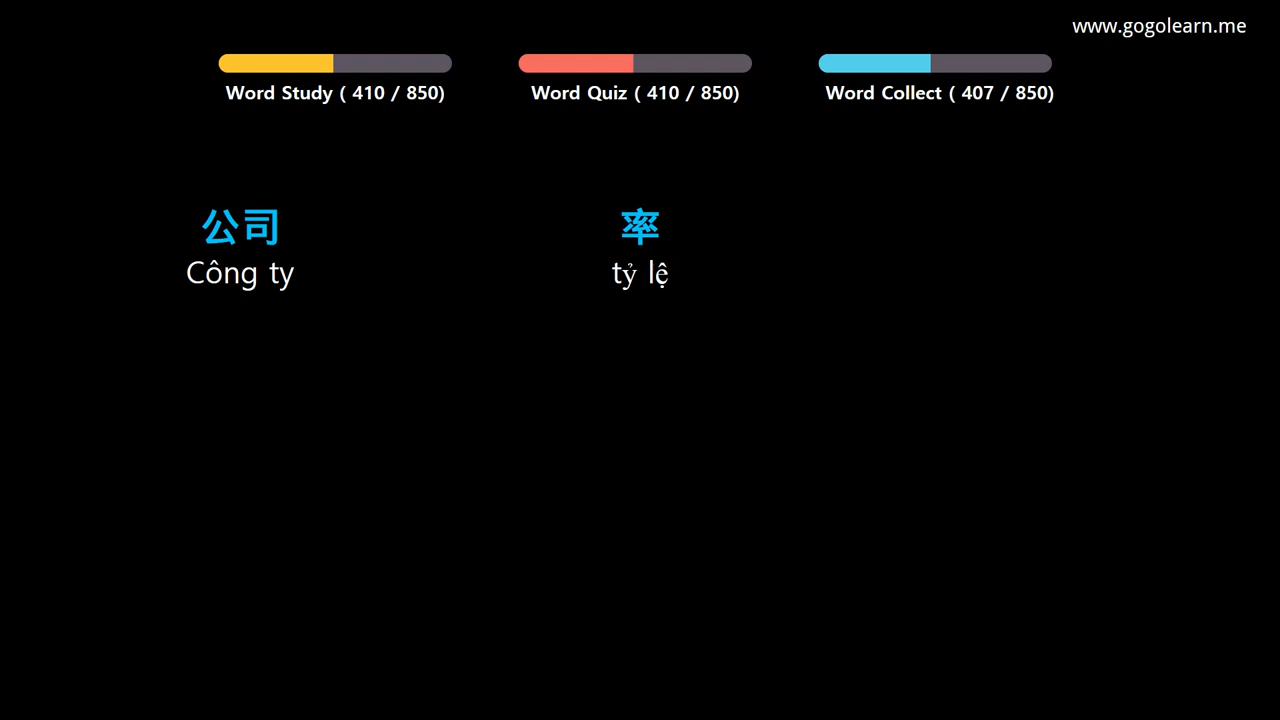 www.gogolearn.me
Word Study ( 410 / 850)
Word Quiz ( 410 / 850)
Word Collect ( 407 / 850)
公司
Công ty
率
tỷ lệ